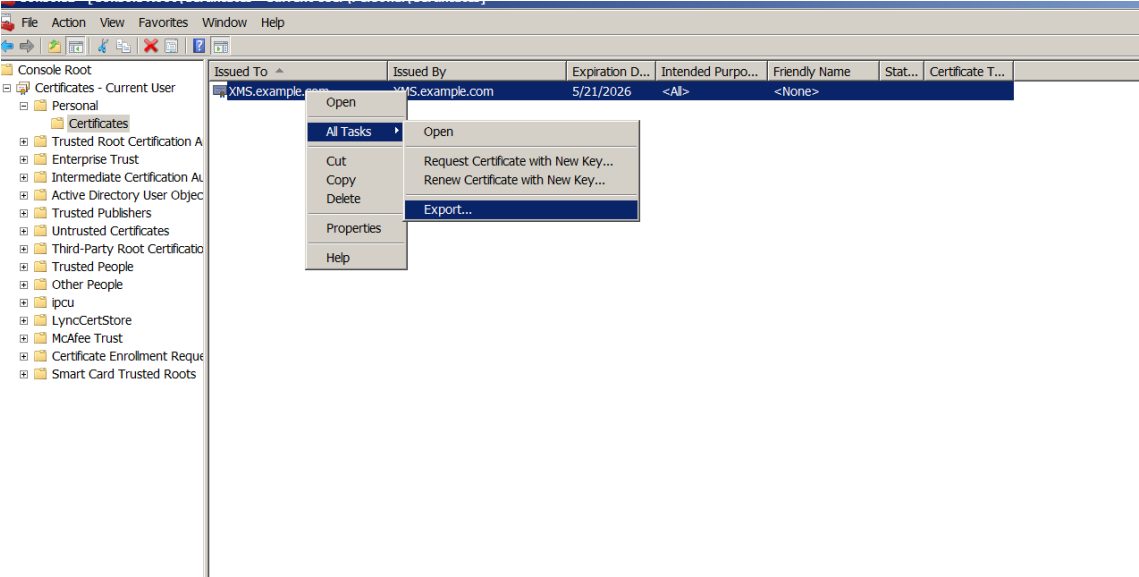 File Action View Favorites Window Help
Console Root
Certificates - Current User
Personal
Certificates
Trusted Root Certification A
Enterprise Trust
Intermediate Certification Au
Active Directory User Objec
Trusted Publishers
Untrusted Certificates
Third-Party Root Certificatio
Trusted People
Other People
ipcu
LyncCertStore
McAfee Trust
Certificate Enrollment Reque
Smart Card Trusted Roots
Issued To Issued By Expiration D... Intended Purpo... Friendly Name Stat... Certificate T...
XMS.example.com XMS.example.com 5/21/2026 <All> <None>
Open
All Tasks
Cut
Copy
Delete
Properties
Help
Open
Request Certificate with New Key...
Renew Certificate with New Key...
Export...